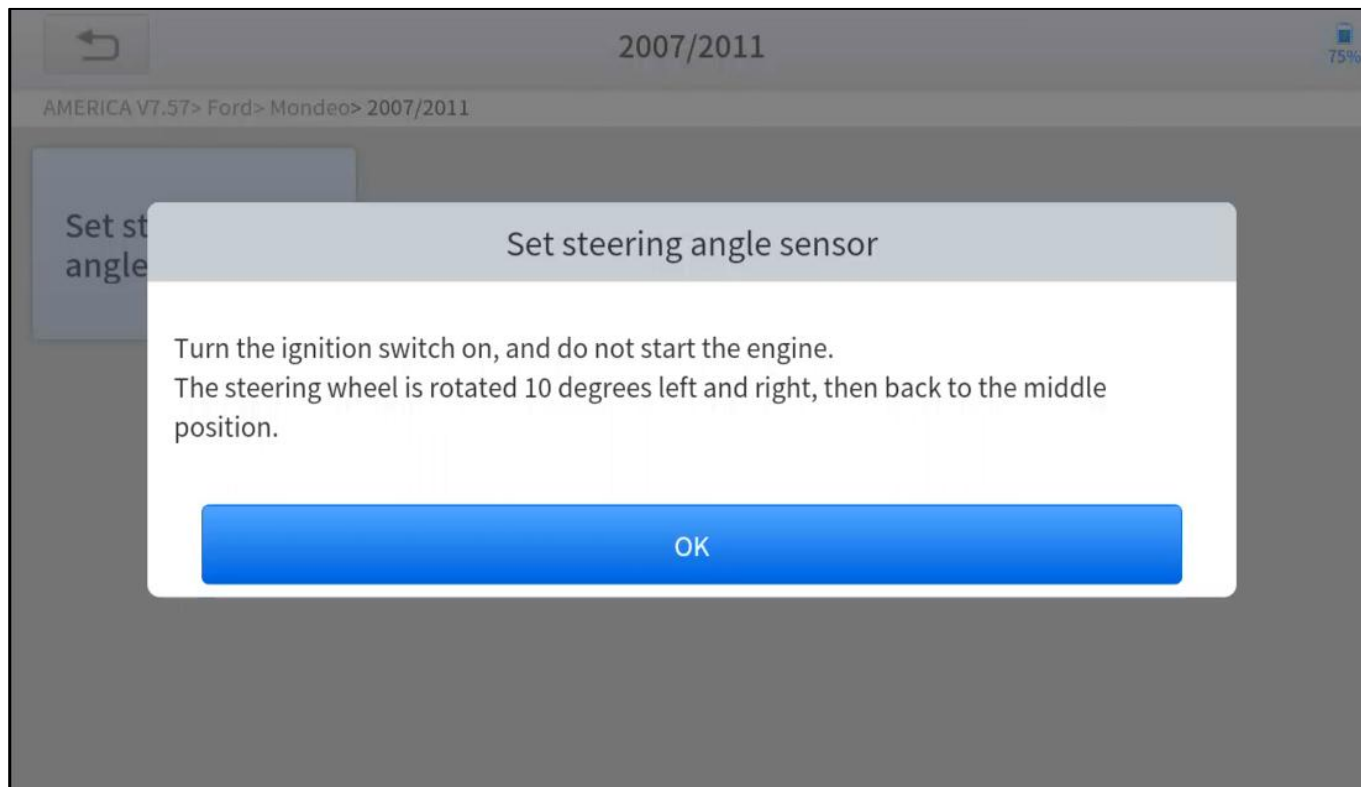 2007/2011
75%
AMERICA V7.57> Ford> Mondeo> 2007/2011
Set st
angle
Set steering angle sensor
Turn the ignition switch on, and do not start the engine.
The steering wheel is rotated 10 degrees left and right, then back to the middle
position.
OK